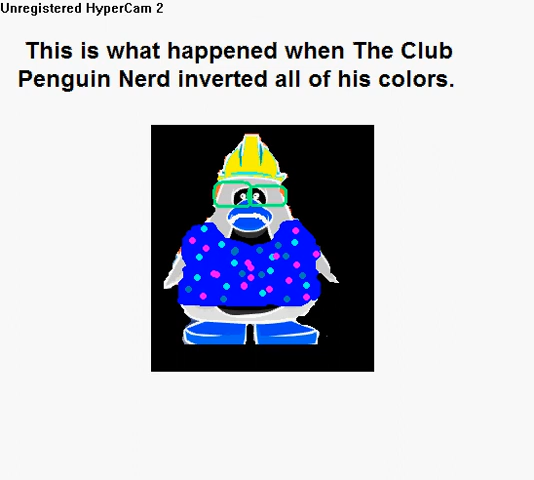 Unregistered HyperCam 2
This is what happened when The Club
Penguin Nerd inverted all of his colors.